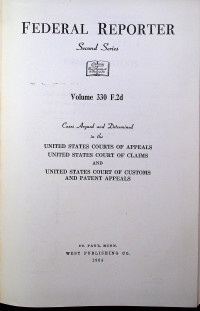 FEDERAL REPORTER
Second Series
Volume 330 F.2d
Cases Argued and Determined
in the
UNITED STATES COURTS OF APPEALS
UNITED STATES COURT OF CLAIMS
AND
UNITED STATES COURT OF CUSTOMS
AND PATENT APPEALS
ST. PAUL, MINN.
WEST PUBLISHING CO.
1964